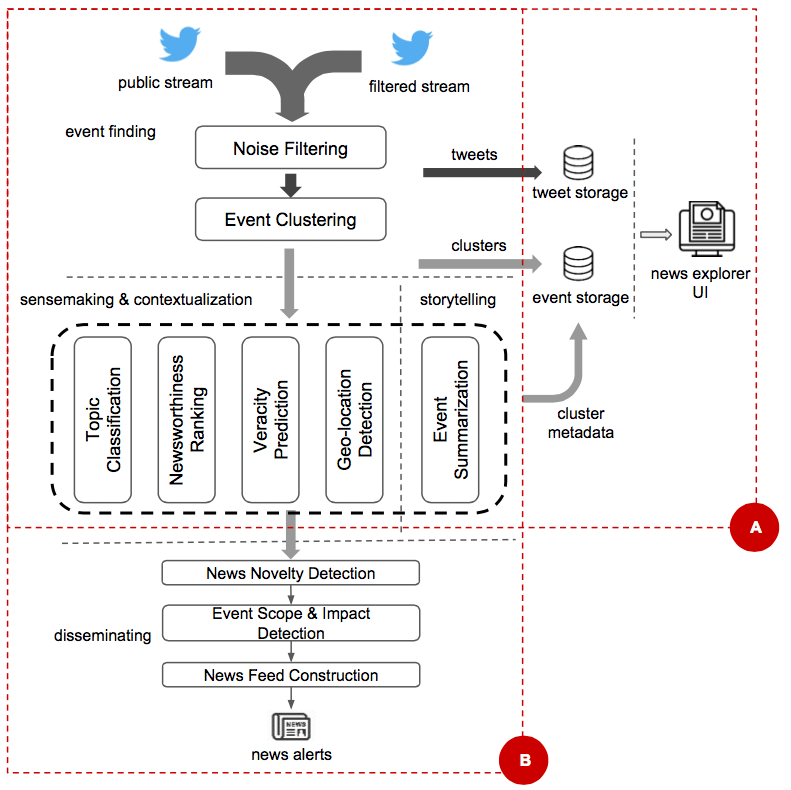 public stream
filtered stream
event finding
Noise Filtering
tweets
tweet storage
Event Clustering
clusters
event storage
news explorer
UI
sensemaking & contextualization
storytelling
Topic
Classification
Newsworthiness
Ranking
Veracity
Prediction
Geo-location
Detection
Event
Summarization
cluster
metadata
A
News Novelty Detection
Event Scope & Impact
Detection
disseminating
News Feed Construction
NEWS
news alerts
B